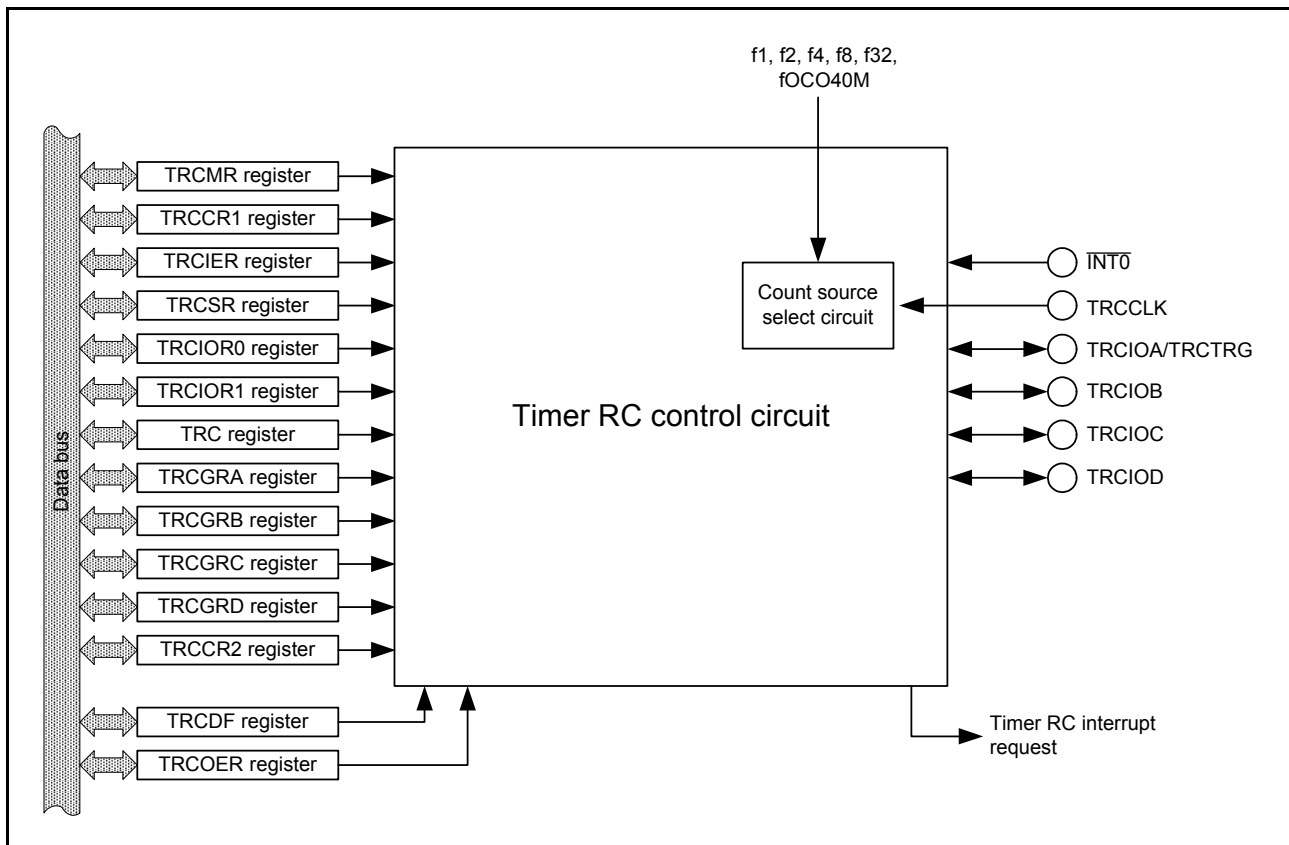 f1, f2, f4, f8, f32,
fOCO40M
Data bus
TRCMR register
TRCCR1 register
TRCIER register
TRCSR register
TRCIOR0 register
TRCIOR1 register
TRC register
TRCGRA register
TRCGRB register
TRCGRC register
TRCGRD register
TRCCR2 register
TRCDF register
TRCOER register
Timer RC control circuit
Count source
select circuit
INT0
TRCCLK
TRCIOA/TRCTRG
TRCIOB
TRCIOC
TRCIOD
Timer RC interrupt
request